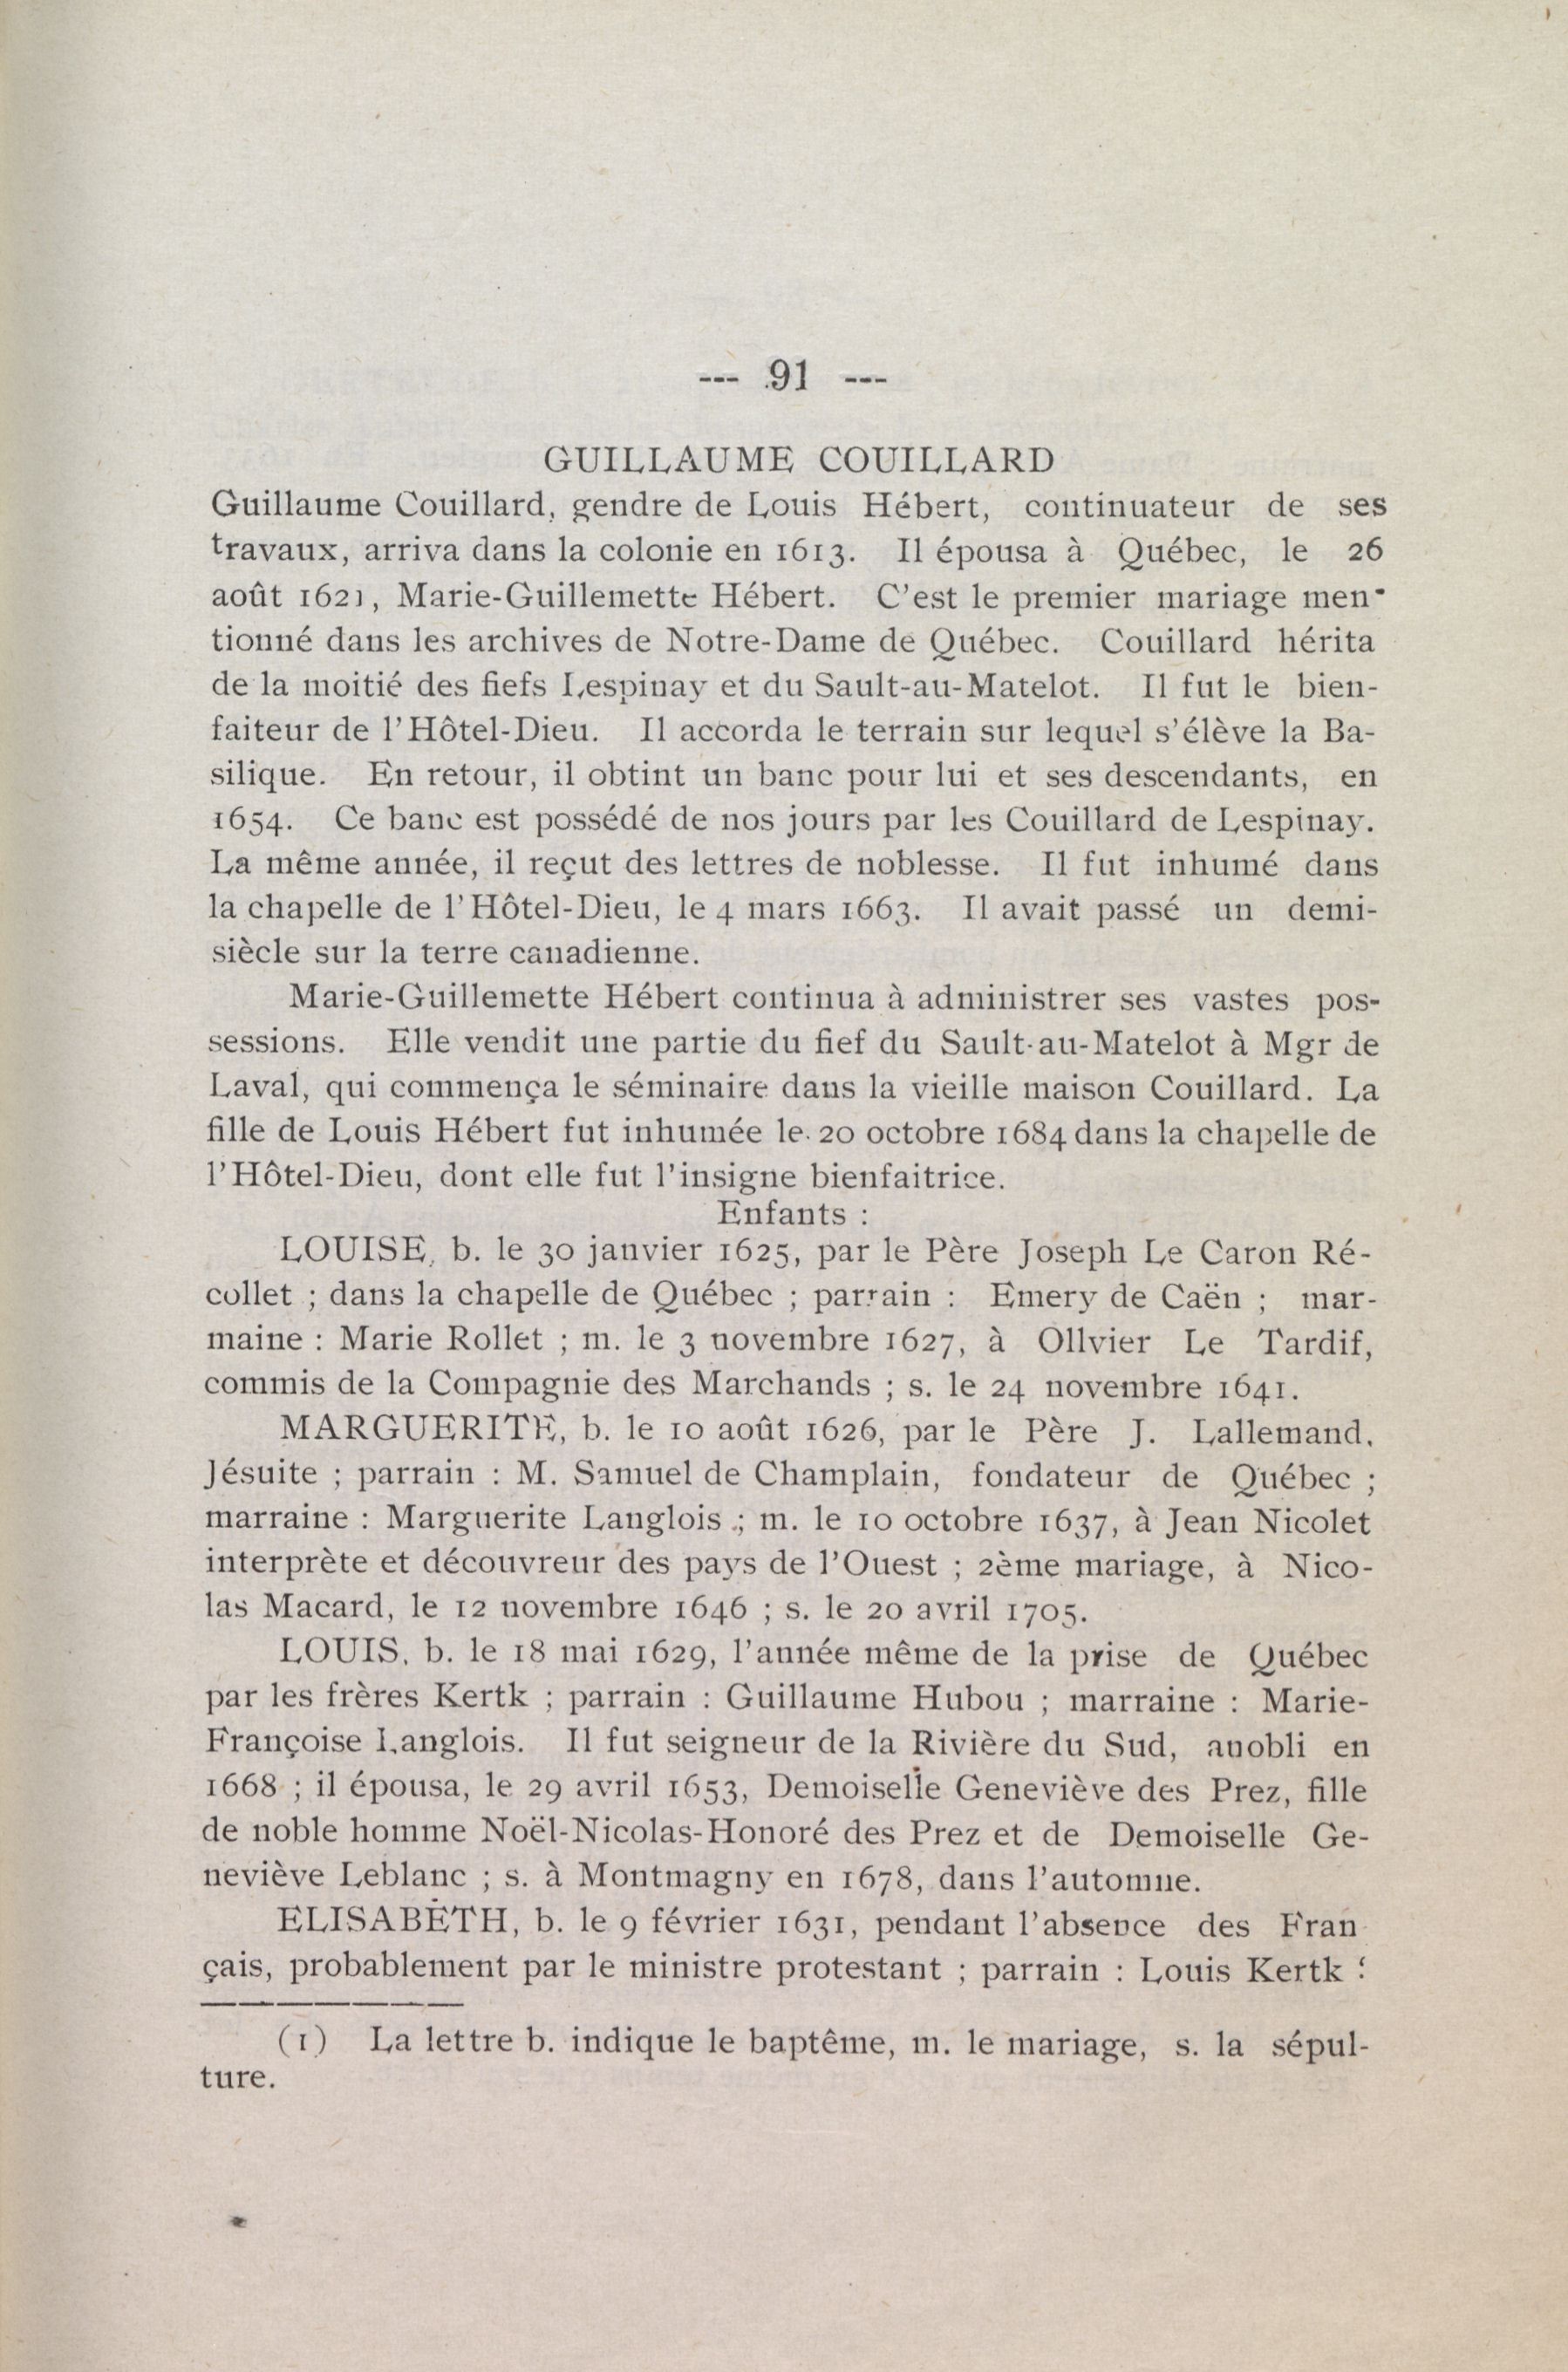 --- 91 ---
GUILLAUME COUILLARD
Guillaume Couillard, gendre de Louis Hébert, continuateur de ses
travaux, arriva dans la colonie en 1613. Il épousa à Québec, le 26
août 1621, Marie-Guillemette Hébert. C'est le premier mariage men-
tionné dans les archives de Notre-Dame de Québec. Couillard hérita
de la moitié des fiefs Lespinay et du Sault-au-Matelot. Il fut le bien-
faiteur de l'Hôtel-Dieu. Il accorda le terrain sur lequel s'élève la Ba-
silique. En retour, il obtint un banc pour lui et ses descendants, en
1654. Ce banc est possédé de nos jours par les Couillard de Lespinay.
La même année, il reçut des lettres de noblesse. Il fut inhumé dans
la chapelle de l'Hôtel-Dieu, le 4 mars 1663. Il avait passé un demi-
siècle sur la terre canadienne.
Marie-Guillemette Hébert continua à administrer ses vastes pos-
sessions. Elle vendit une partie du fief du Sault-au-Matelot à Mgr de
Laval, qui commença le séminaire dans la vieille maison Couillard. La
fille de Louis Hébert fut inhumée le 20 octobre 1684 dans la chapelle de
l'Hôtel-Dieu, dont elle fut l'insigne bienfaitrice.
Enfants :
LOUISE, b. le 30 janvier 1625, par le Père Joseph Le Caron Ré-
collet ; dans la chapelle de Québec ; parrain : Emery de Caën ; mar-
maine : Marie Rollet ; m. le 3 novembre 1627, à Ollvier Le Tardif,
commis de la Compagnie des Marchands ; s. le 24 novembre 1641.
MARGUERITE, b. le 10 août 1626, par le Père J. Lallemand,
Jésuite ; parrain : M. Samuel de Champlain, fondateur de Québec ;
marraine : Marguerite Langlois ; m. le 10 octobre 1637, à Jean Nicolet
interprète et découvreur des pays de l'Ouest ; 2ème mariage, à Nico-
las Macard, le 12 novembre 1646 ; s. le 20 avril 1705.
LOUIS, b. le 18 mai 1629, l'année même de la prise de Québec
par les frères Kertk ; parrain : Guillaume Hubou ; marraine : Marie-
Françoise Langlois. Il fut seigneur de la Rivière du Sud, anobli en
1668 ; il épousa, le 29 avril 1653, Demoiselle Geneviève des Prez, fille
de noble homme Noël-Nicolas-Honoré des Prez et de Demoiselle Ge-
neviève Leblanc ; s. à Montmagny en 1678, dans l'automne.
ELISABETH, b. le 9 février 1631, pendant l'absence des Fran
çais, probablement par le ministre protestant ; parrain : Louis Kertk ;
(1) La lettre b. indique le baptême, m. le mariage, s. la sépul-
ture.